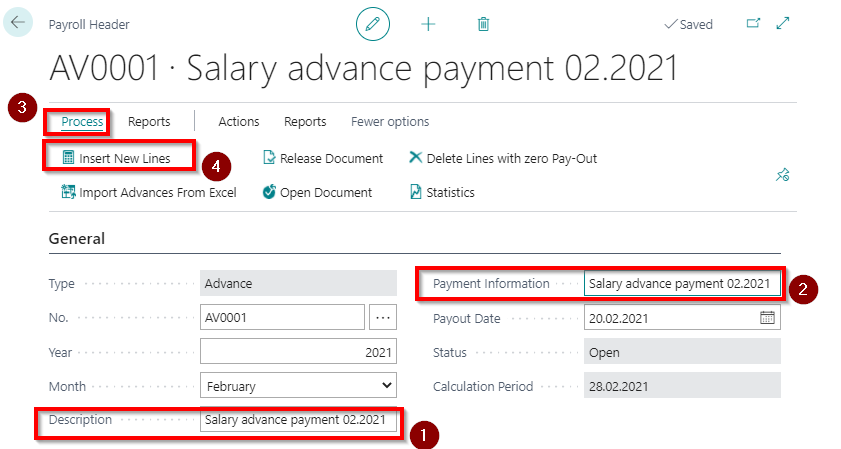 Payroll Header
Saved
AV0001 · Salary advance payment 02.2021
3
Process Reports Actions Reports Fewer options
Insert New Lines Release Document Delete Lines with zero Pay-Out
4
Import Advances From Excel Open Document Statistics
General
Type Advance
No. AV0001 ...
Year 2021
Month February
Description Salary advance payment 02.2021
1
Payment Information Salary advance payment 02.2021
2
Payout Date 20.02.2021
Status Open
Calculation Period 28.02.2021